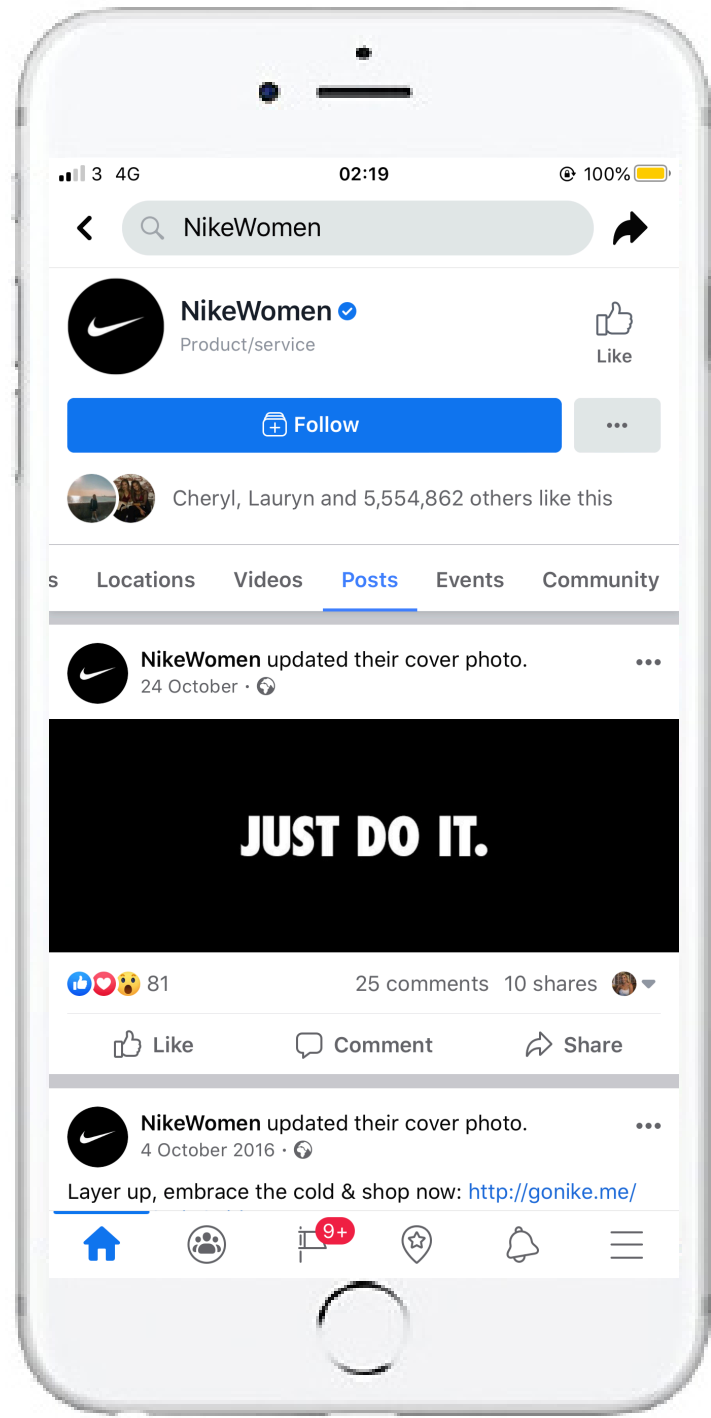 3 4G 02:19 100%
NikeWomen
NikeWomen
Product/service
Like
Follow
Cheryl, Lauryn and 5,554,862 others like this
s Locations Videos Posts Events Community
NikeWomen updated their cover photo.
24 October ·
JUST DO IT.
81 25 comments 10 shares
Like Comment Share
NikeWomen updated their cover photo.
4 October 2016 ·
Layer up, embrace the cold & shop now: http://gonike.me/
9+